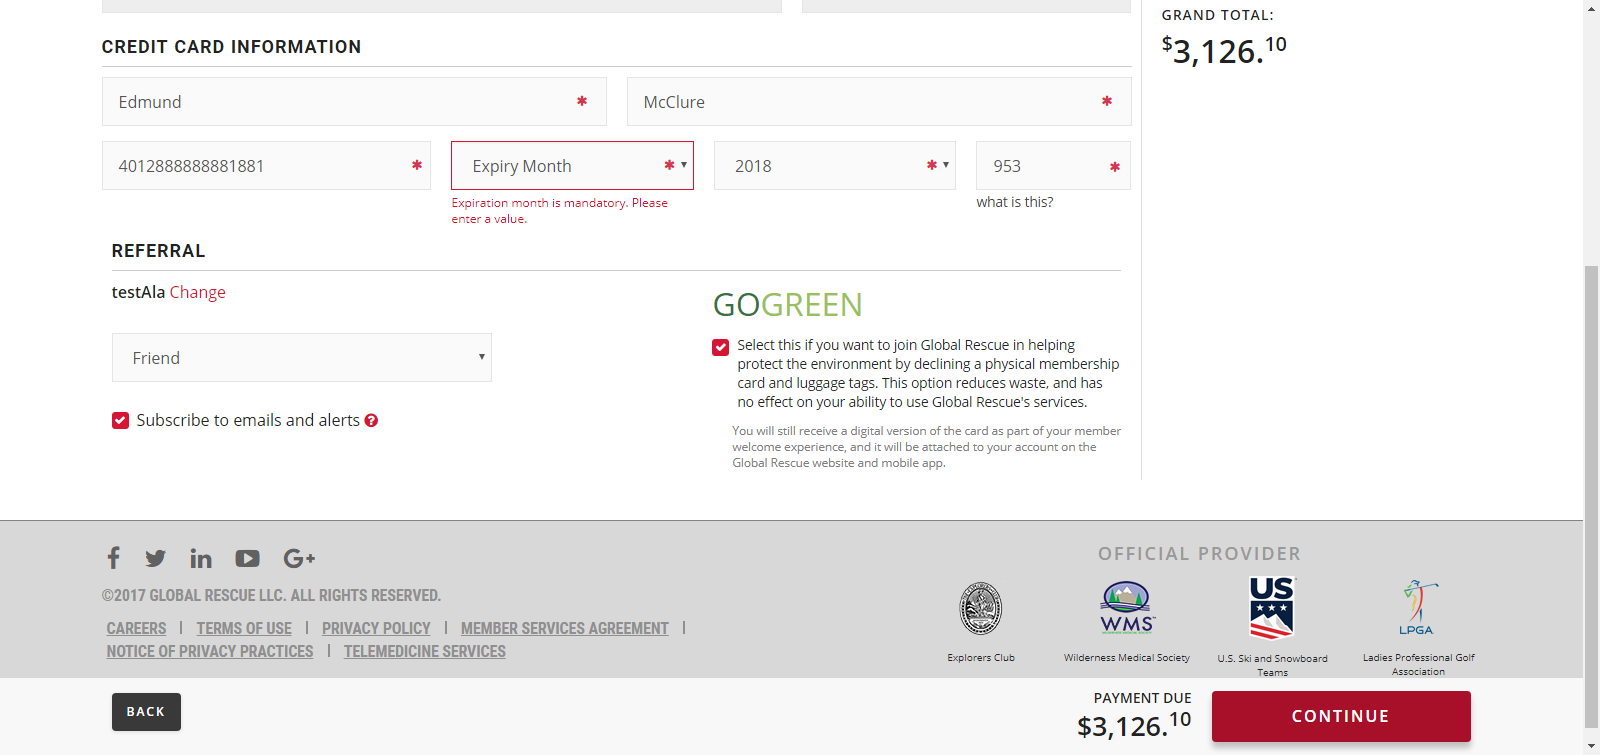 GRAND TOTAL:
$3,126.10
CREDIT CARD INFORMATION
Edmund *
McClure *
4012888888881881 *
Expiry Month *
2018 *
953 *
Expiration month is mandatory. Please
enter a value.
what is this?
REFERRAL
testAla Change
GOGREEN
Select this if you want to join Global Rescue in helping
protect the environment by declining a physical membership
card and luggage tags. This option reduces waste, and has
no effect on your ability to use Global Rescue's services.
Friend
Subscribe to emails and alerts ?
You will still receive a digital version of the card as part of your member
welcome experience, and it will be attached to your account on the
Global Rescue website and mobile app.
OFFICIAL PROVIDER
©2017 GLOBAL RESCUE LLC. ALL RIGHTS RESERVED.
CAREERS | TERMS OF USE | PRIVACY POLICY | MEMBER SERVICES AGREEMENT |
NOTICE OF PRIVACY PRACTICES | TELEMEDICINE SERVICES
WMS
US
LPGA
Explorers Club
Wilderness Medical Society
U.S. Ski and Snowboard
Teams
Ladies Professional Golf
Association
BACK
PAYMENT DUE
$3,126.10
CONTINUE